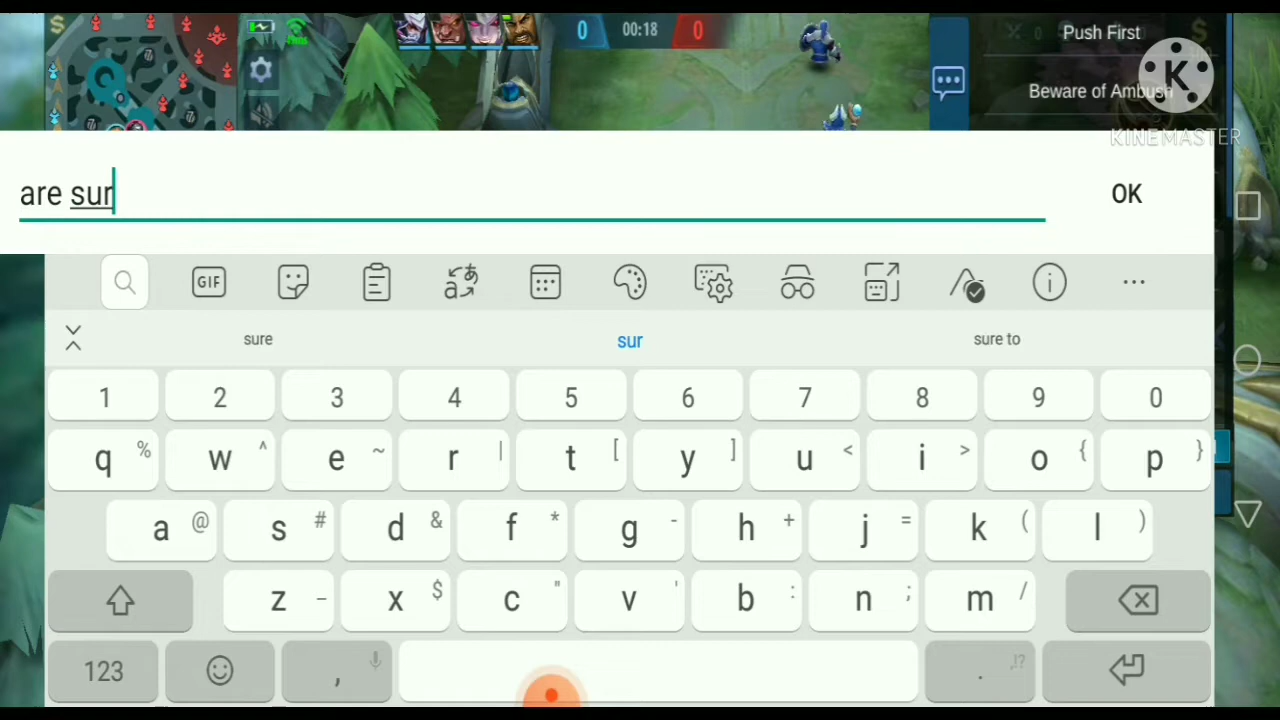 0 00:18 0
Push First
Beware of Ambush
K
KINEMASTER
are sur
OK
GIF
sure sur sure to
1 2 3 4 5 6 7 8 9 0
q % w ^ e ~ r | t [ y ] u < i > o { p }
a @ s # d & f * g - h + j = k ( l )
z _ x $ c " v ' b : n ; m /
123 , . ,!?